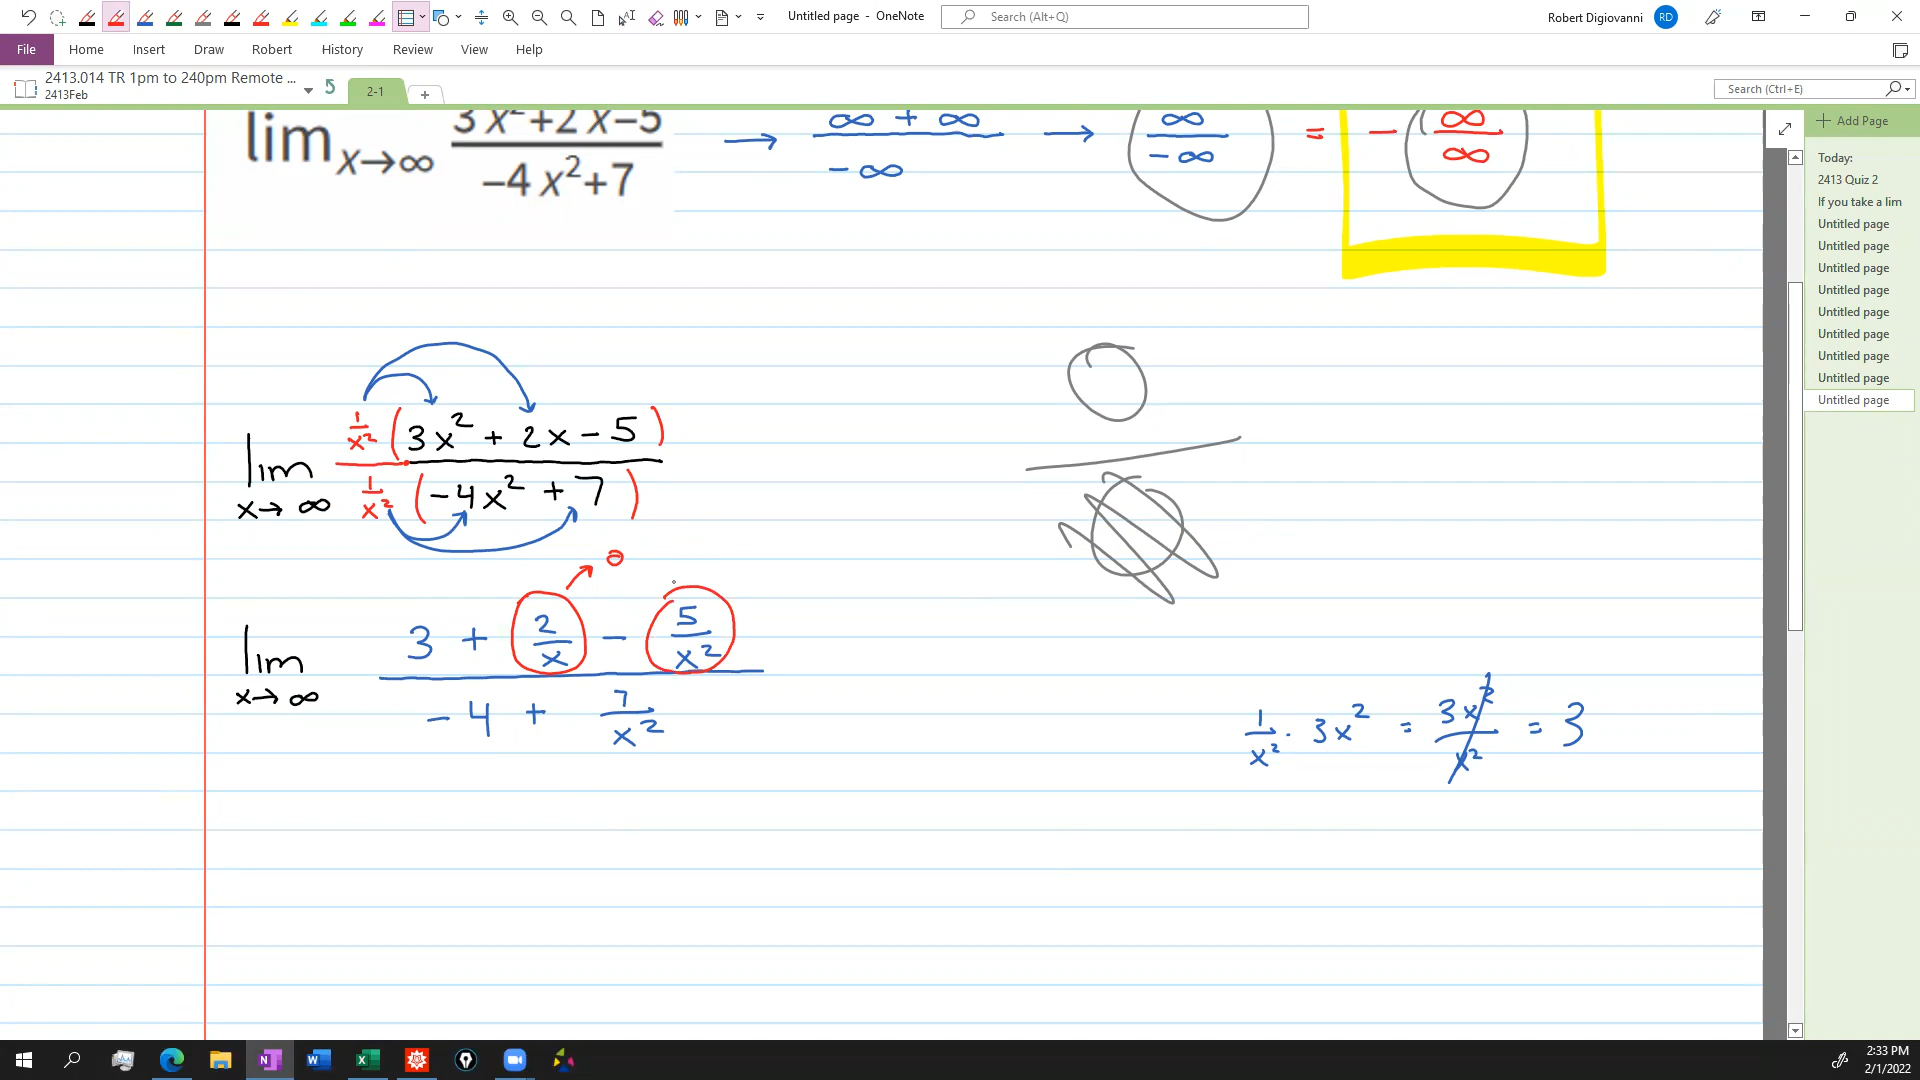 Untitled page - OneNote
Search (Alt+Q)
Robert Digiovanni
RD
File Home Insert Draw Robert History Review View Help
2413.014 TR 1pm to 240pm Remote ...
2413Feb
2-1
Search (Ctrl+E)
Add Page
Today:
2413 Quiz 2
If you take a lim
Untitled page
Untitled page
Untitled page
Untitled page
Untitled page
Untitled page
Untitled page
Untitled page
Untitled page
lim x→∞ (3x²+2x-5)/(-4x²+7) → (∞ + ∞)/(-∞) → ∞/(-∞) = - ∞/∞
lim x→∞ (1/x² (3x² + 2x - 5))/(1/x² (-4x² + 7))
0
lim x→∞ (3 + 2/x - 5/x²)/(-4 + 7/x²)
1/x² · 3x² = 3x²/x² = 3
2:33 PM
2/1/2022